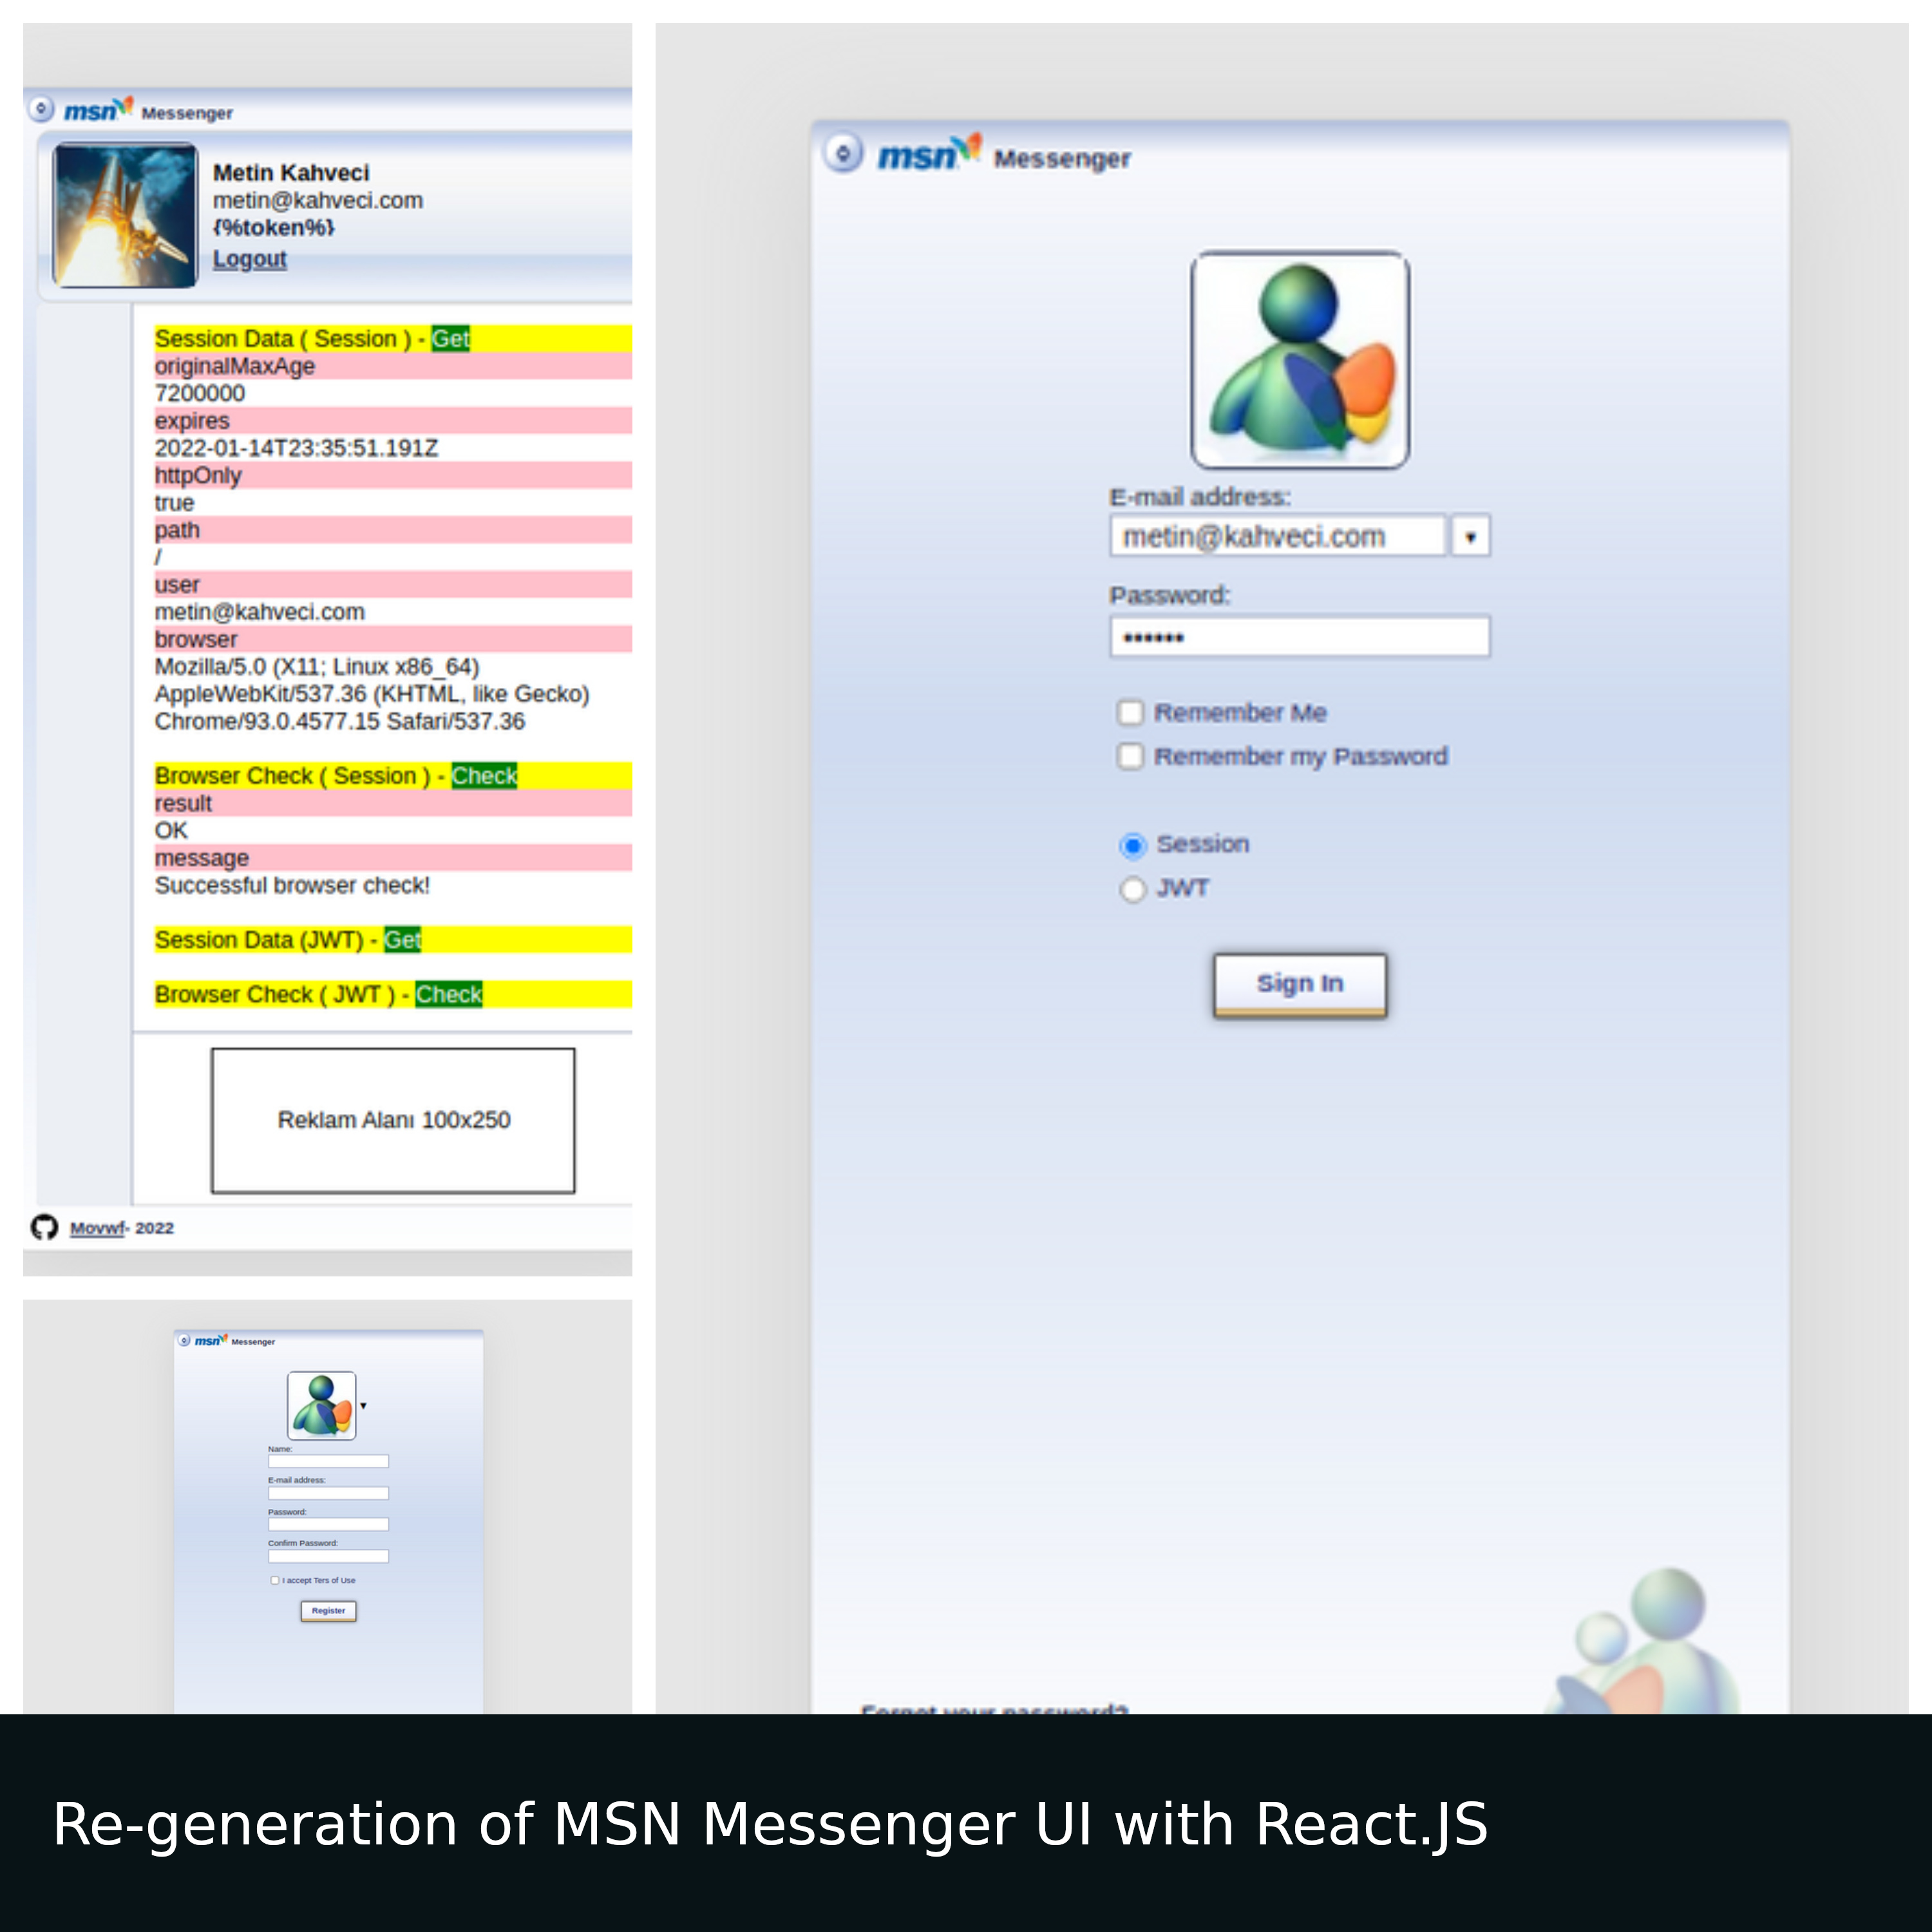 msn Messenger
Metin Kahveci
metin@kahveci.com
{%token%}
Logout
Session Data ( Session ) - Get
originalMaxAge
7200000
expires
2022-01-14T23:35:51.191Z
httpOnly
true
path
/
user
metin@kahveci.com
browser
Mozilla/5.0 (X11; Linux x86_64)
AppleWebKit/537.36 (KHTML, like Gecko)
Chrome/93.0.4577.15 Safari/537.36
Browser Check ( Session ) - Check
result
OK
message
Successful browser check!
Session Data (JWT) - Get
Browser Check ( JWT ) - Check
Reklam Alanı 100x250
Movwf- 2022
msn Messenger
E-mail address:
metin@kahveci.com
Password:
••••••
Remember Me
Remember my Password
Session
JWT
Sign In
Forgot your password?
msn Messenger
Name:
E-mail address:
Password:
Confirm Password:
I accept Ters of Use
Register
Re-generation of MSN Messenger UI with React.JS